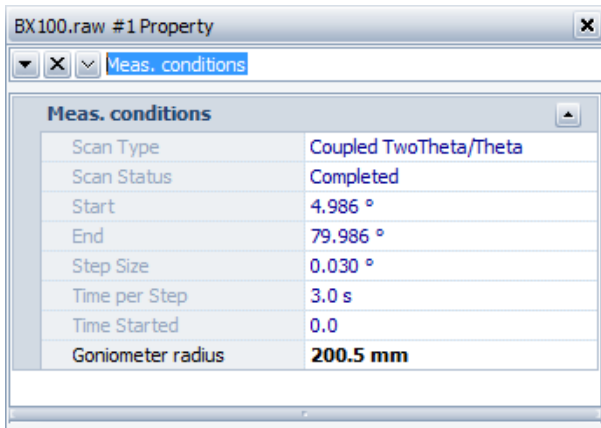 BX100.raw #1 Property
Meas. conditions
Meas. conditions
Scan Type Coupled TwoTheta/Theta
Scan Status Completed
Start 4.986 °
End 79.986 °
Step Size 0.030 °
Time per Step 3.0 s
Time Started 0.0
Goniometer radius 200.5 mm